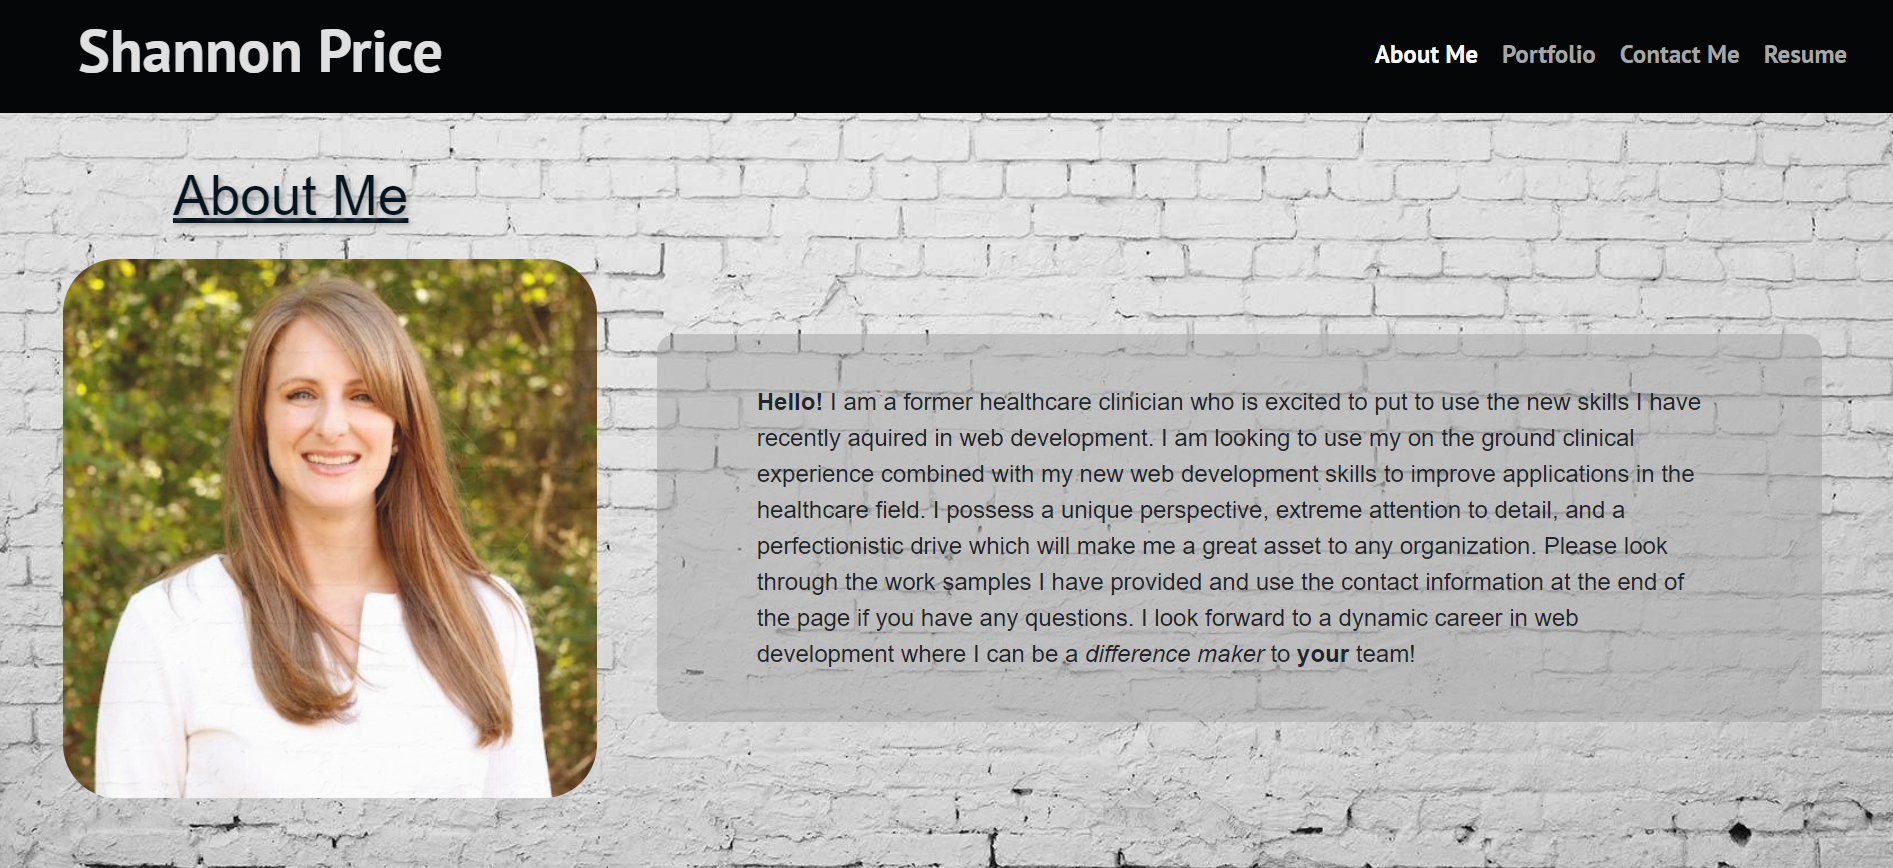 Shannon Price
About Me Portfolio Contact Me Resume
About Me
Hello! I am a former healthcare clinician who is excited to put to use the new skills I have
recently aquired in web development. I am looking to use my on the ground clinical
experience combined with my new web development skills to improve applications in the
healthcare field. I possess a unique perspective, extreme attention to detail, and a
perfectionistic drive which will make me a great asset to any organization. Please look
through the work samples I have provided and use the contact information at the end of
the page if you have any questions. I look forward to a dynamic career in web
development where I can be a difference maker to your team!